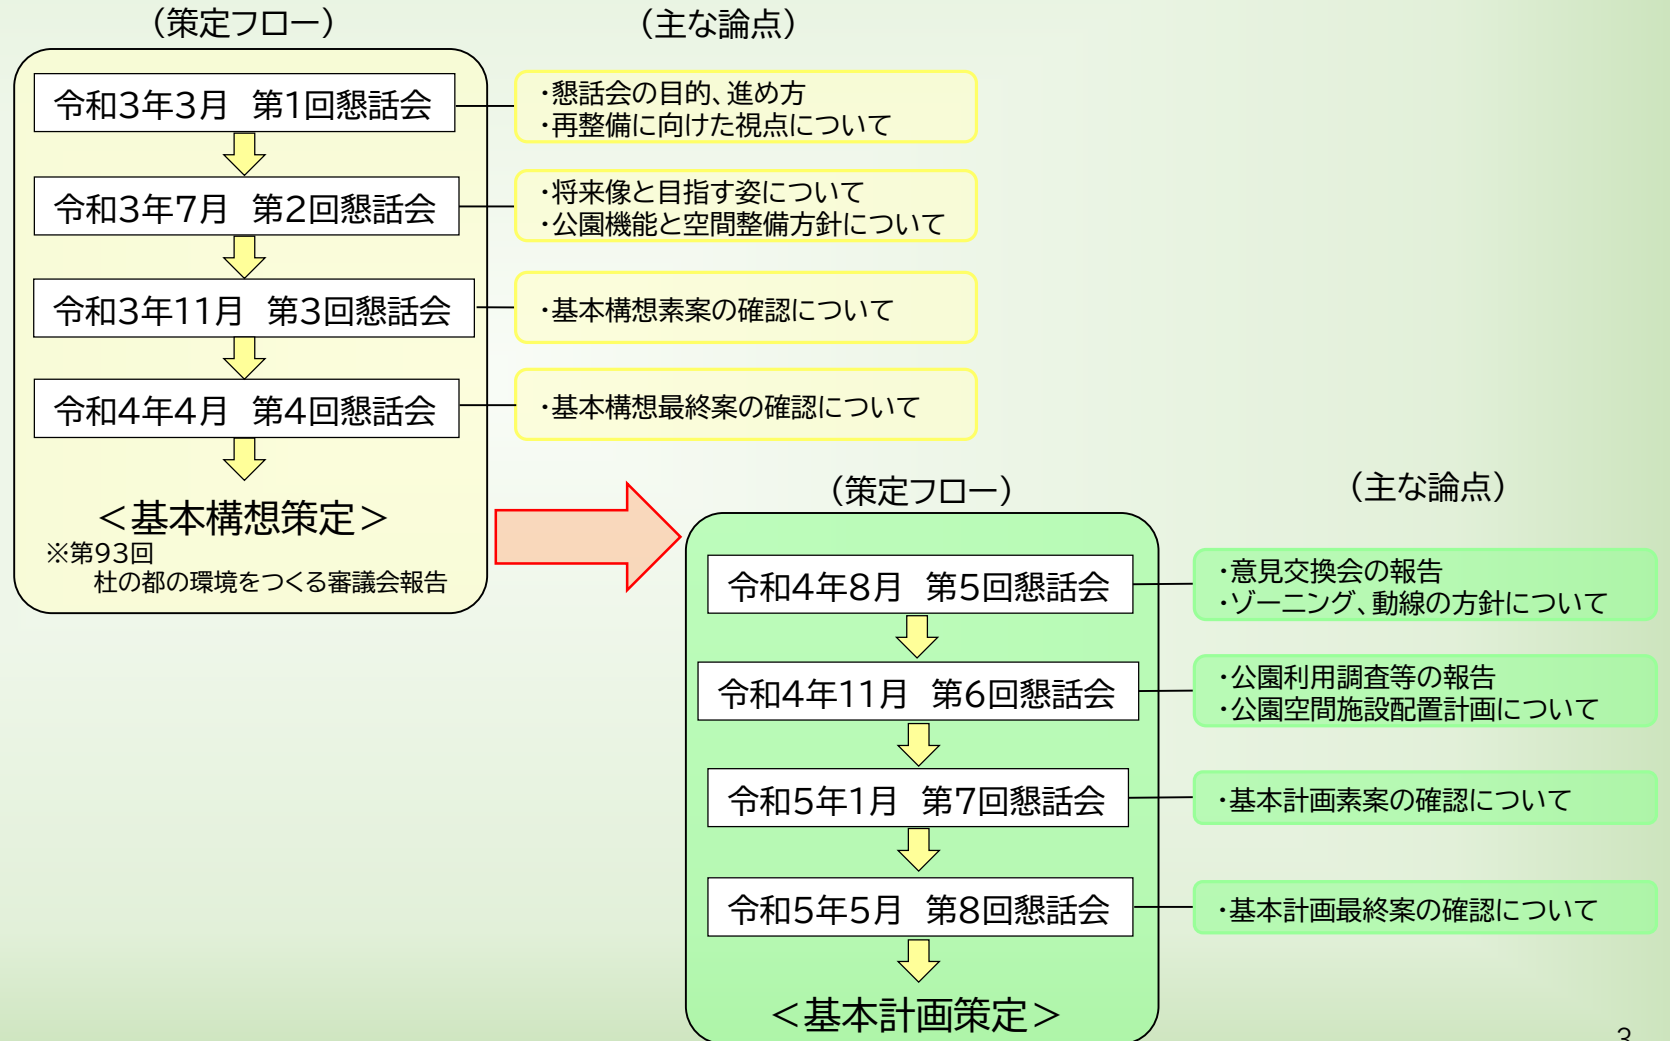 （策定フロー）
（主な論点）
令和3年3月　第1回懇話会
・懇話会の目的、進め方
・再整備に向けた視点について
令和3年7月　第2回懇話会
・将来像と目指す姿について
・公園機能と空間整備方針について
令和3年11月　第3回懇話会
・基本構想素案の確認について
令和4年4月　第4回懇話会
・基本構想最終案の確認について
＜基本構想策定＞
※第93回
杜の都の環境をつくる審議会報告
（策定フロー）
（主な論点）
令和4年8月　第5回懇話会
・意見交換会の報告
・ゾーニング、動線の方針について
令和4年11月　第6回懇話会
・公園利用調査等の報告
・公園空間施設配置計画について
令和5年1月　第7回懇話会
・基本計画素案の確認について
令和5年5月　第8回懇話会
・基本計画最終案の確認について
＜基本計画策定＞
3